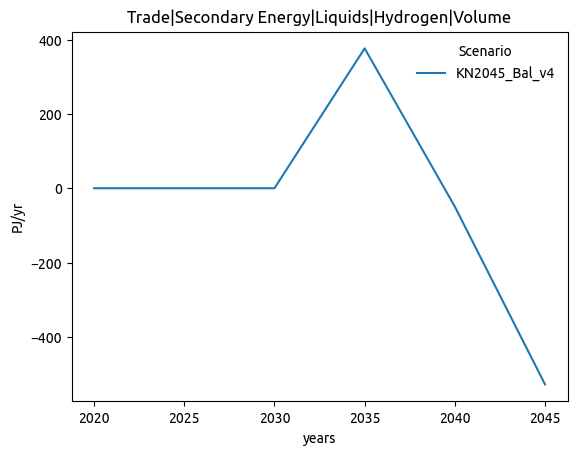 Trade|Secondary Energy|Liquids|Hydrogen|Volume
Scenario
KN2045_Bal_v4
400
200
0
−200
−400
PJ/yr
2020 2025 2030 2035 2040 2045
years